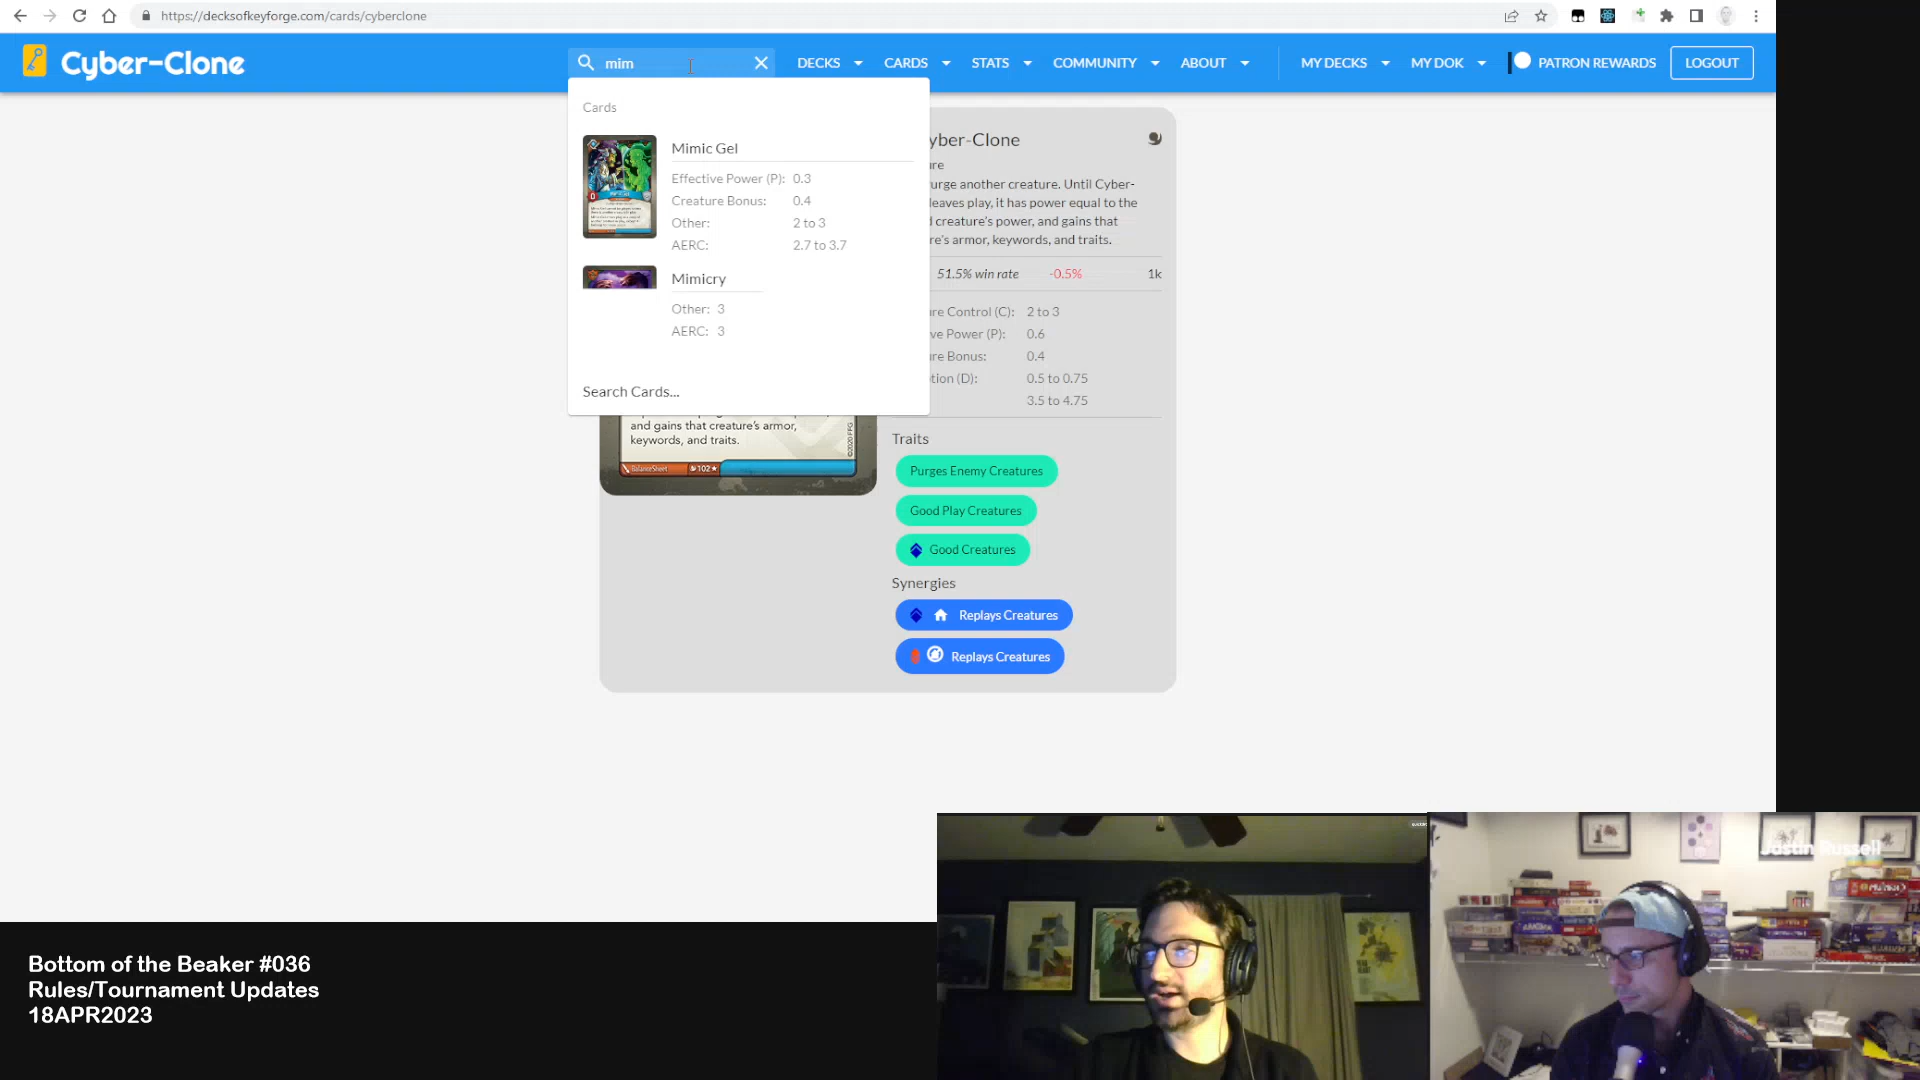 https://decksofkeyforge.com/cards/cyberclone
Cyber-Clone
mim
DECKS
CARDS
STATS
COMMUNITY
ABOUT
MY DECKS
MY DOK
PATRON REWARDS
LOGOUT
Cards
Mimic Gel
Effective Power (P): 0.3
Creature Bonus: 0.4
Other: 2 to 3
AERC: 2.7 to 3.7
Mimicry
Other: 3
AERC: 3
Search Cards...
yber-Clone
ure
urge another creature. Until Cyber-
leaves play, it has power equal to the
d creature's power, and gains that
re's armor, keywords, and traits.
51.5% win rate -0.5% 1k
re Control (C): 2 to 3
ve Power (P): 0.6
re Bonus: 0.4
tion (D): 0.5 to 0.75
3.5 to 4.75
and gains that creature's armor,
keywords, and traits.
BalanceSheet
102
©2020 FFG
Traits
Purges Enemy Creatures
Good Play Creatures
Good Creatures
Synergies
Replays Creatures
Replays Creatures
Justin Russell
Bottom of the Beaker #036
Rules/Tournament Updates
18APR2023